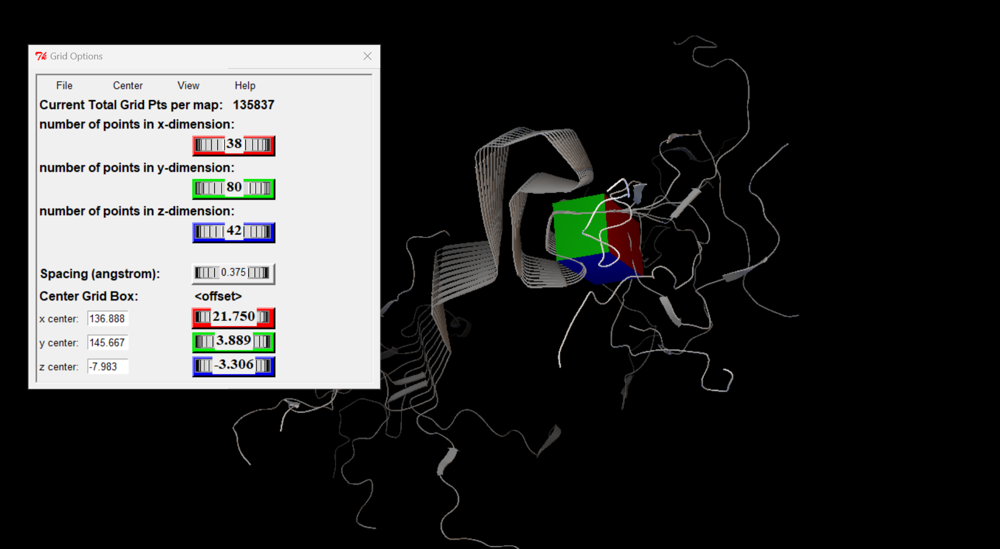 Grid Options
File Center View Help
Current Total Grid Pts per map: 135837
number of points in x-dimension:
38
number of points in y-dimension:
80
number of points in z-dimension:
42
Spacing (angstrom): 0.375
Center Grid Box: <offset>
x center: 136.888 21.750
y center: 145.667 3.889
z center: -7.983 -3.306